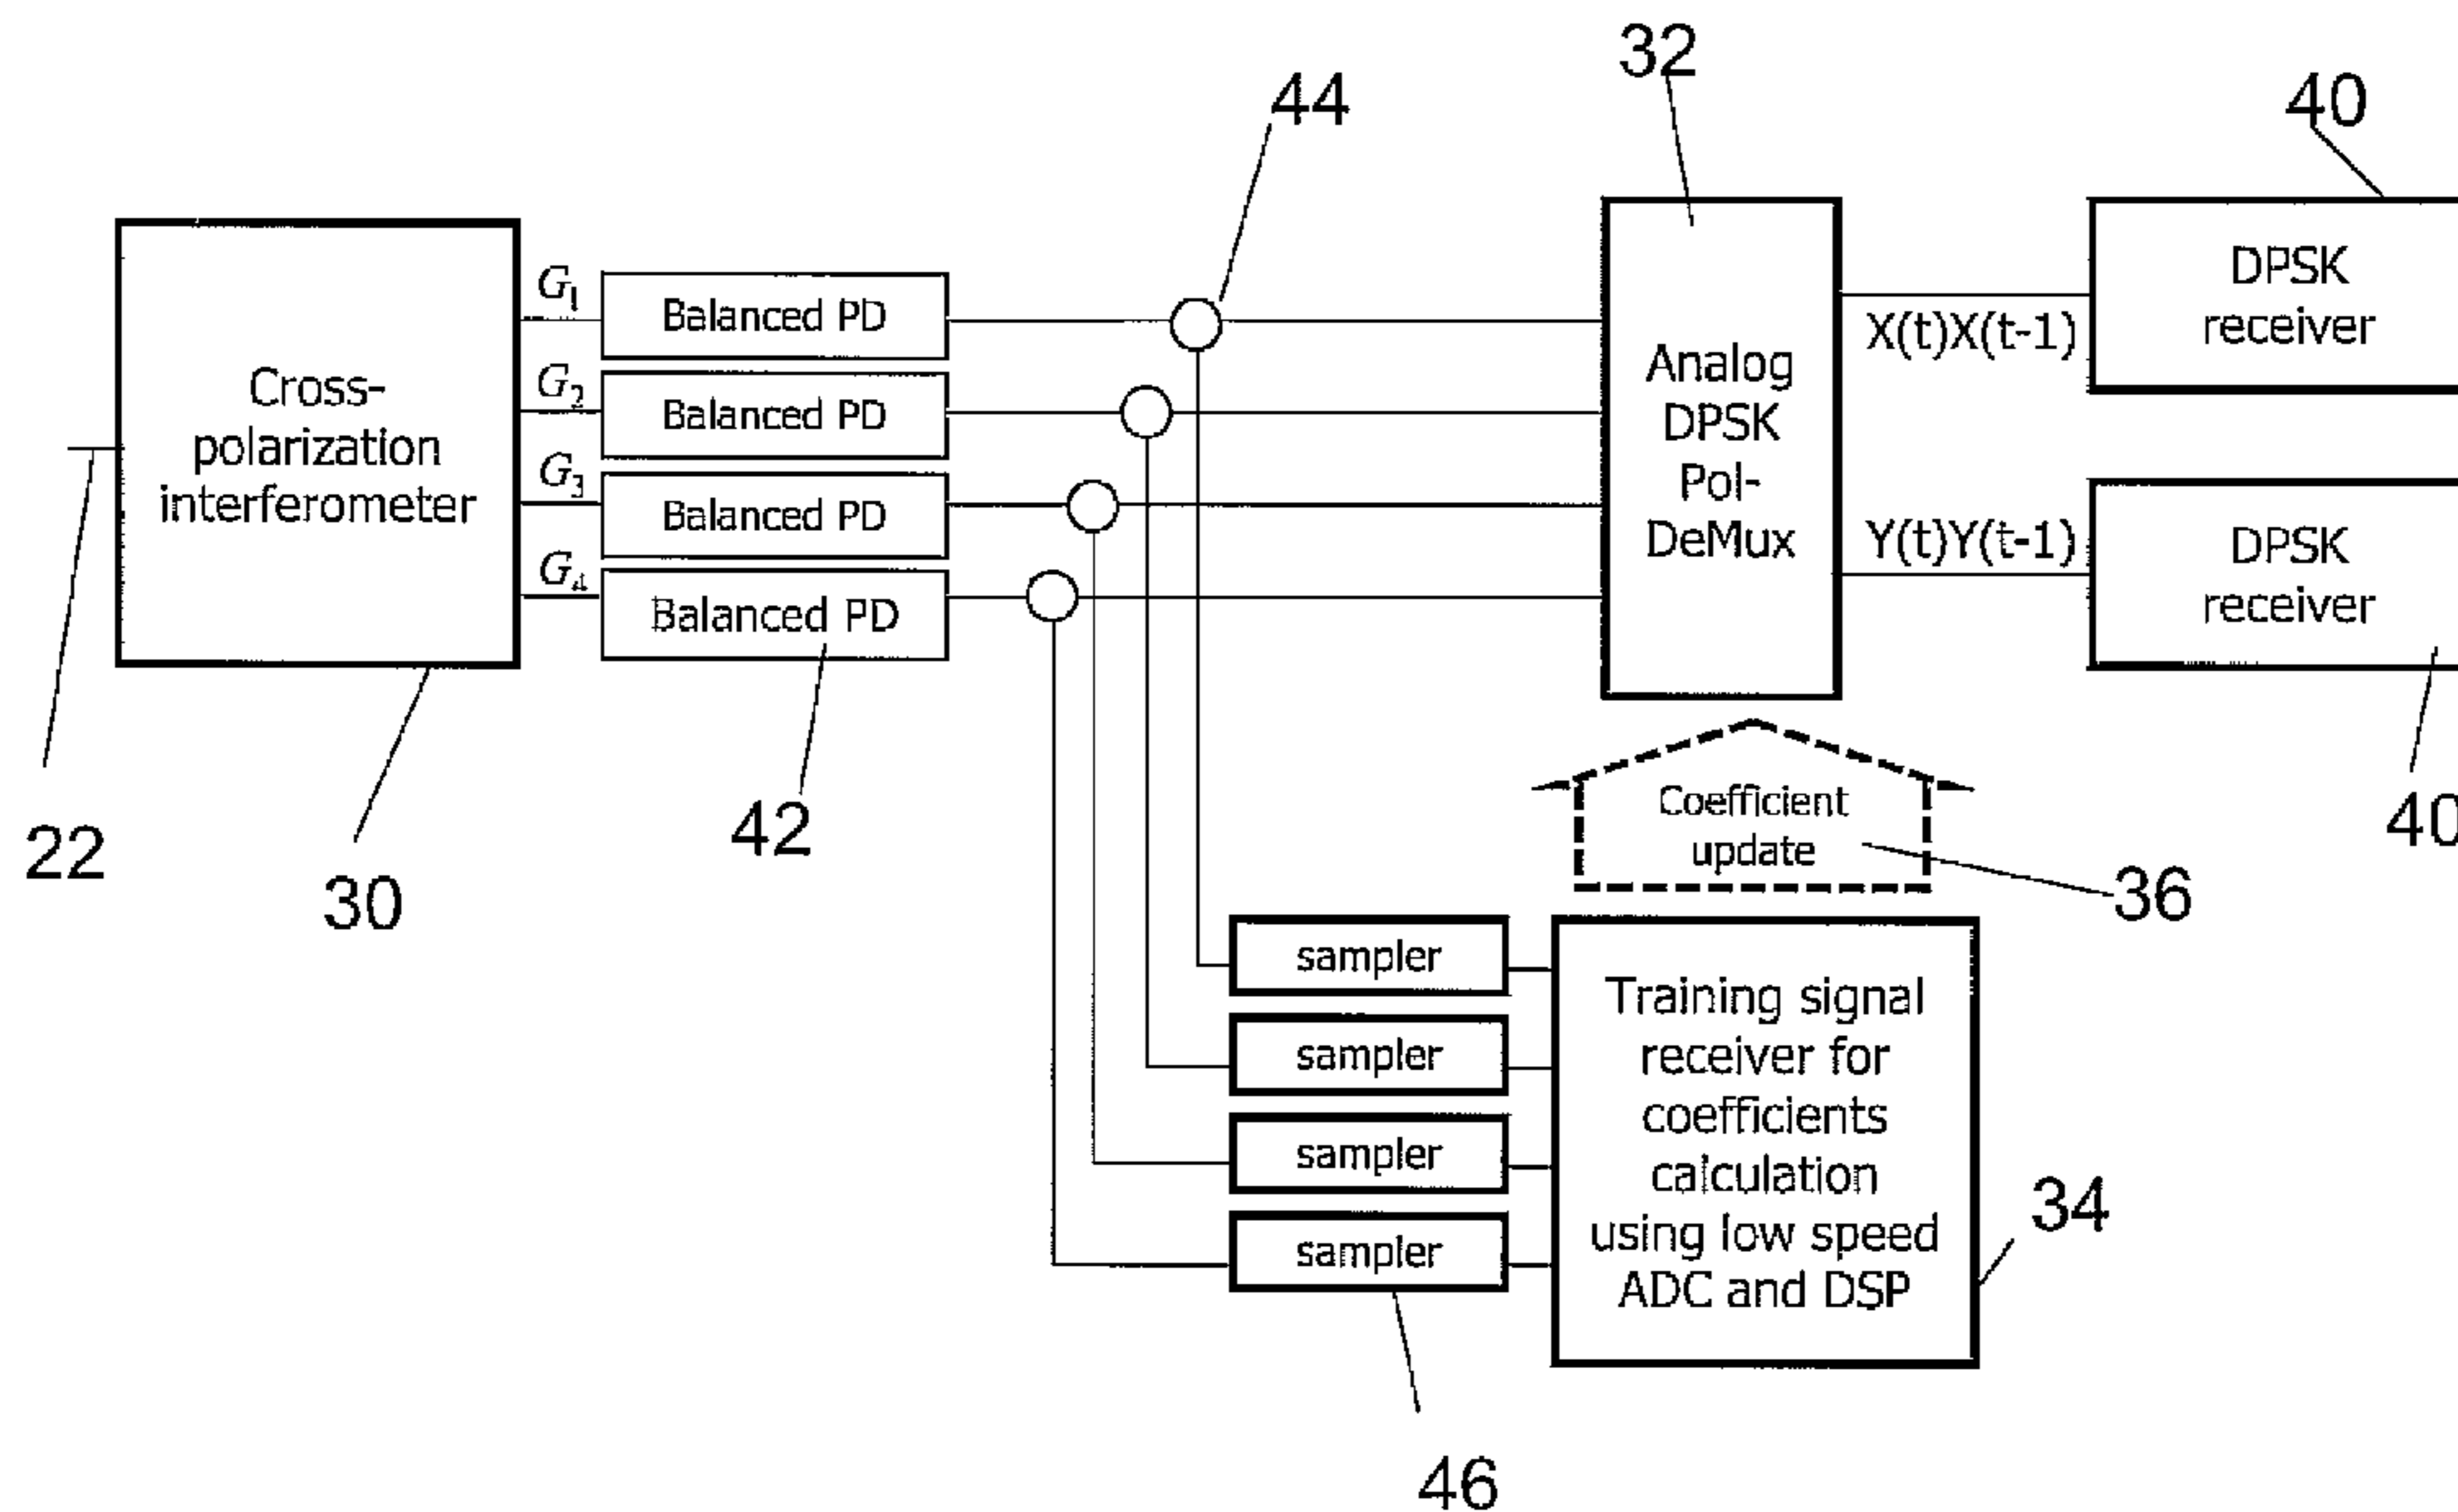 32
44
40
Cross-
polarization
interferometer
G1
G2
G3
G4
Balanced PD
Balanced PD
Balanced PD
Balanced PD
Analog
DPSK
Pol-
DeMux
X(t)X(t-1)
Y(t)Y(t-1)
DPSK
receiver
DPSK
receiver
22
30
42
Coefficient
update
36
40
sampler
sampler
sampler
sampler
Training signal
receiver for
coefficients
calculation
using low speed
ADC and DSP
34
46